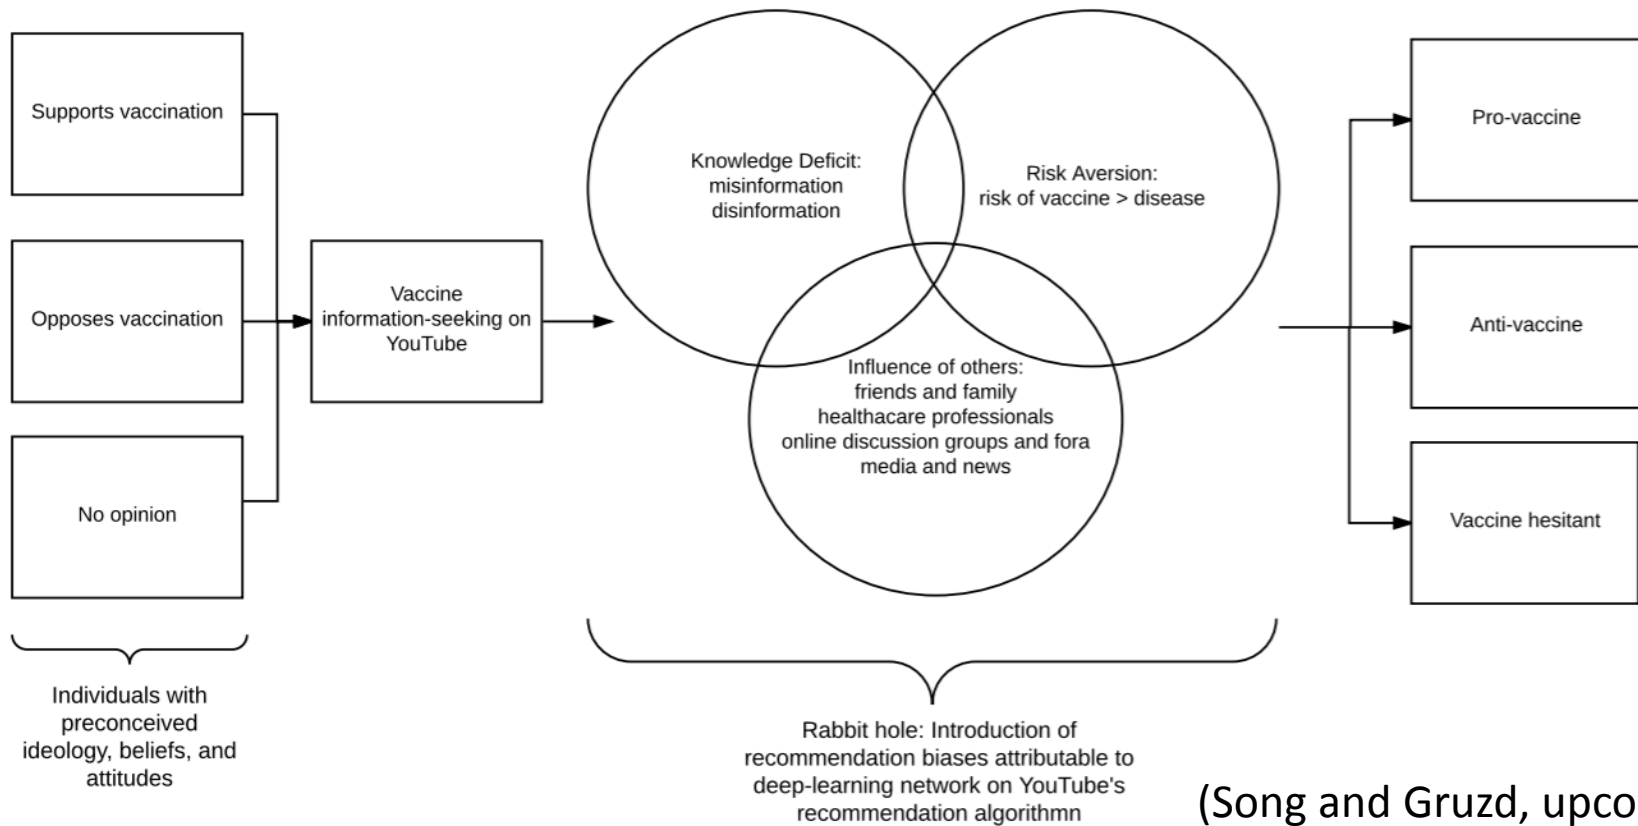 Supports vaccination
Opposes vaccination
No opinion
Individuals with
preconceived
ideology, beliefs, and
attitudes
Vaccine
information-seeking on
YouTube
Knowledge Deficit:
misinformation
disinformation
Risk Aversion:
risk of vaccine > disease
Influence of others:
friends and family
healthacare professionals
online discussion groups and fora
media and news
Rabbit hole: Introduction of
recommendation biases attributable to
deep-learning network on YouTube's
recommendation algorithmn
Pro-vaccine
Anti-vaccine
Vaccine hesitant
(Song and Gruzd, upco